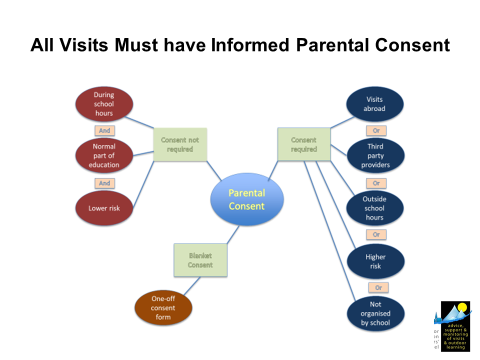 All Visits Must have Informed Parental Consent
During
school
hours
And
Normal
part of
education
And
Lower risk
Consent not
required
Parental
Consent
Blanket
Consent
One-off
consent
form
Consent
required
Visits
abroad
Or
Third
party
providers
Or
Outside
school
hours
Or
Higher
risk
Or
Not
organised
by school
advice,
support &
monitoring
of visits
& outdoor
learning